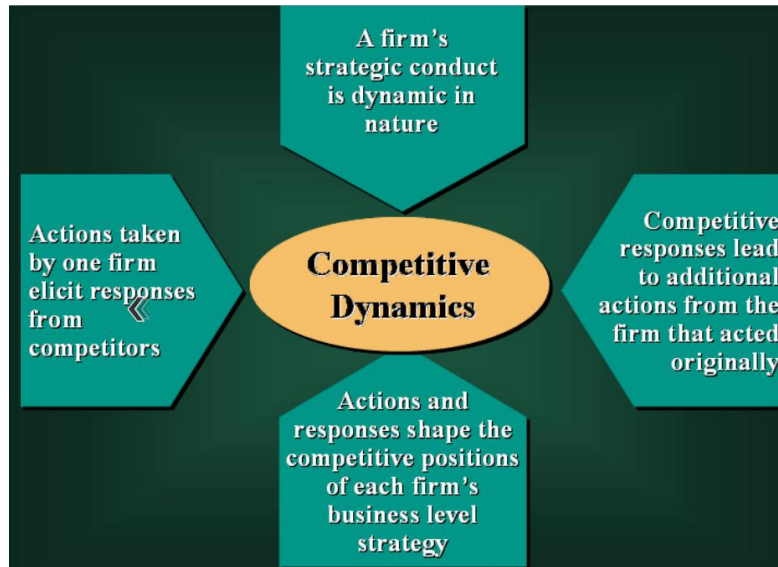 A firm's
strategic conduct
is dynamic in
nature
Actions taken
by one firm
elicit responses
from
competitors
Competitive
Dynamics
Competitive
responses lead
to additional
actions from the
firm that acted
originally
Actions and
responses shape the
competitive positions
of each firm's
business level
strategy